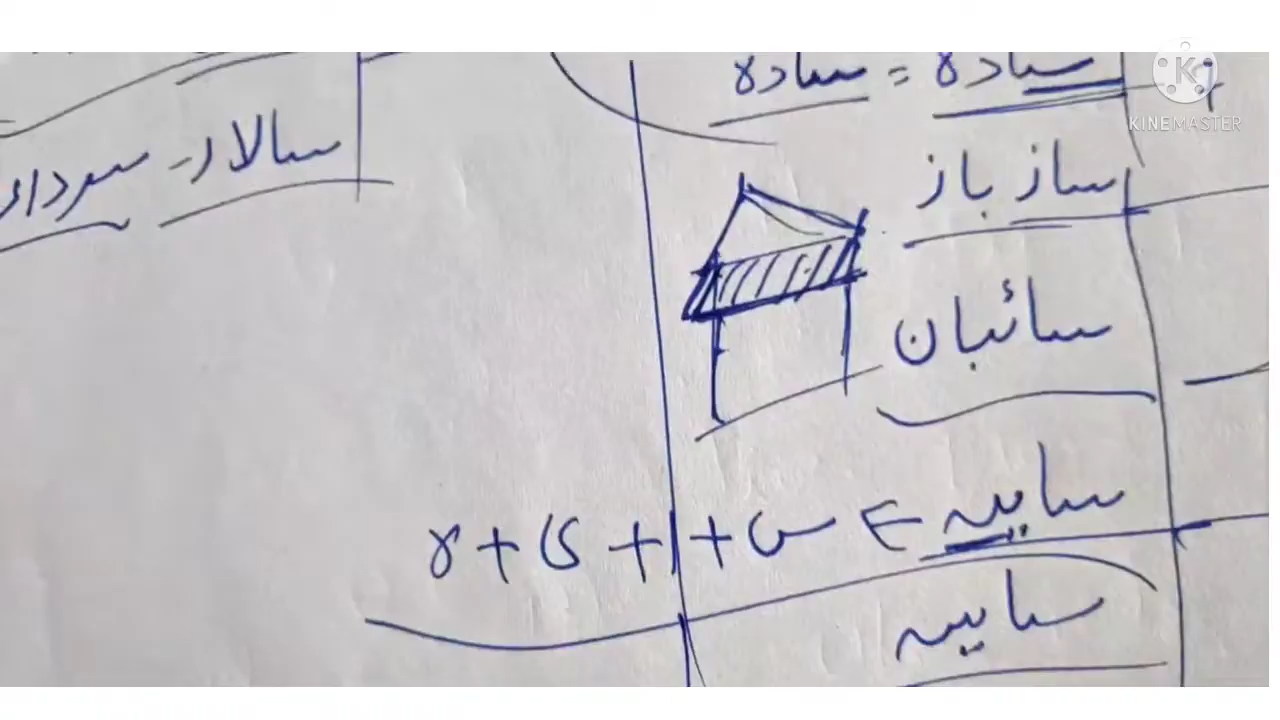 سادہ = سادہ
ساز باز
سائبان
سایہ ← س + ا + ی + ہ
سایہ
سالار - سردار
KINEMASTER